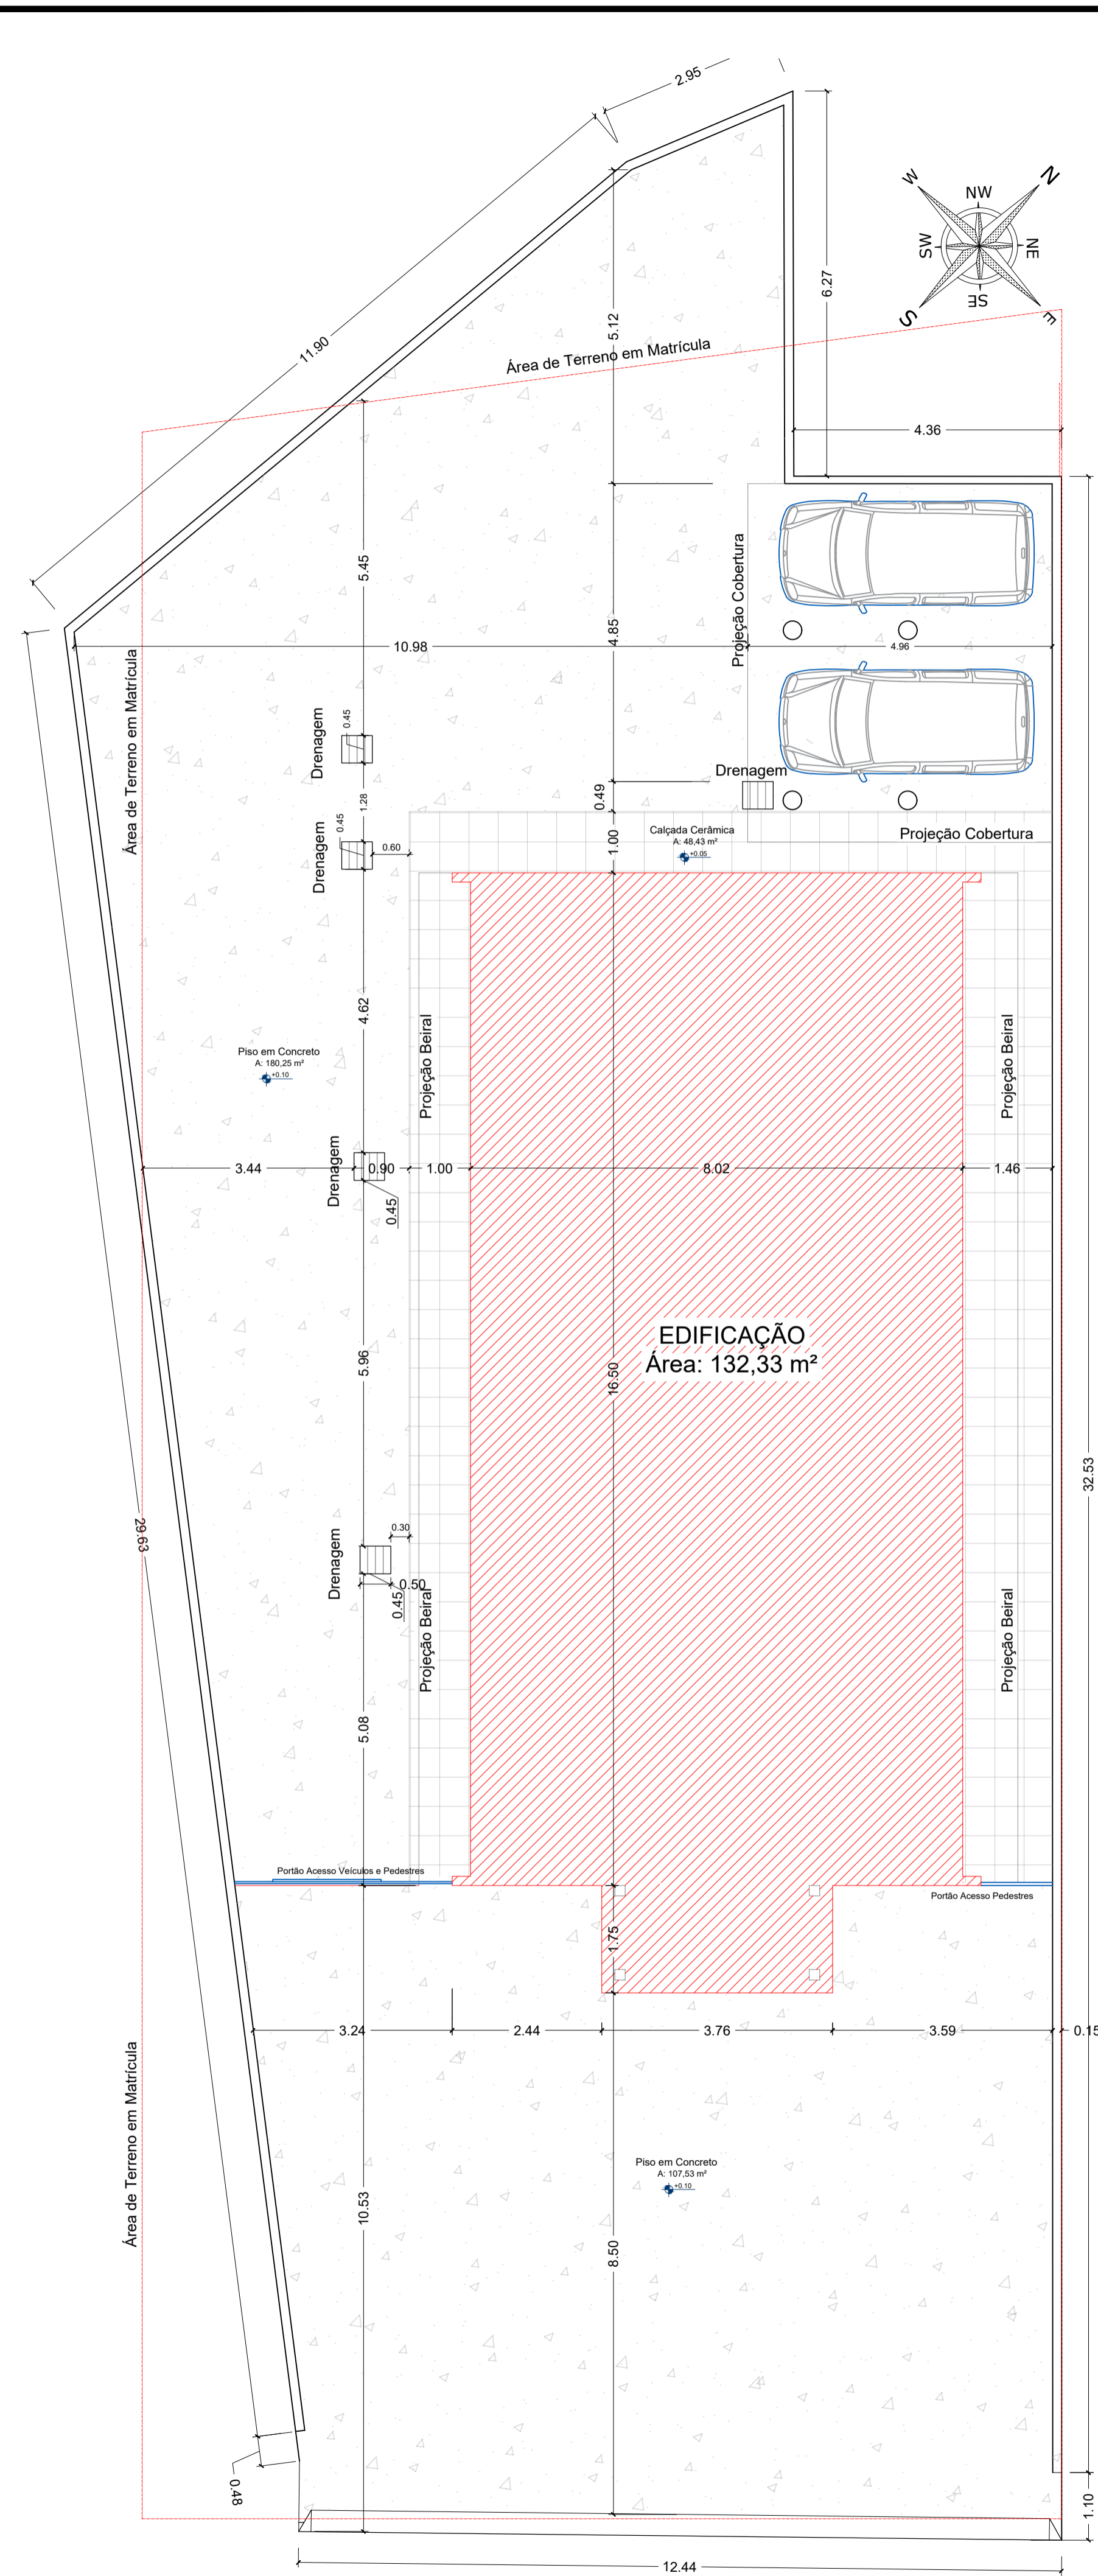 2.95
W
N
NW
SW
NE
SE
S
E
6.27
11.90
5.12
Área de Terreno em Matrícula
4.36
5.45
4.85
Projeção Cobertura
10.98
4.96
Área de Terreno em Matrícula
Drenagem
0.45
Drenagem
0.49
1.28
0.45
Drenagem
0.60
1.00
Calçada Cerâmica
A: 48,43 m²
+0.05
Projeção Cobertura
4.62
Projeção Beiral
Projeção Beiral
Piso em Concreto
A: 180,25 m²
+0.10
Drenagem
3.44
0.90
1.00
8.02
1.46
0.45
EDIFICAÇÃO
Área: 132,33 m²
5.96
16.50
32.53
29.63
Drenagem
0.30
0.50
0.45
Projeção Beiral
Projeção Beiral
5.08
Portão Acesso Veículos e Pedestres
Portão Acesso Pedestres
1.75
3.24
2.44
3.76
3.59
0.15
Área de Terreno em Matrícula
Piso em Concreto
A: 107,53 m²
+0.10
10.53
8.50
0.48
1.10
12.44